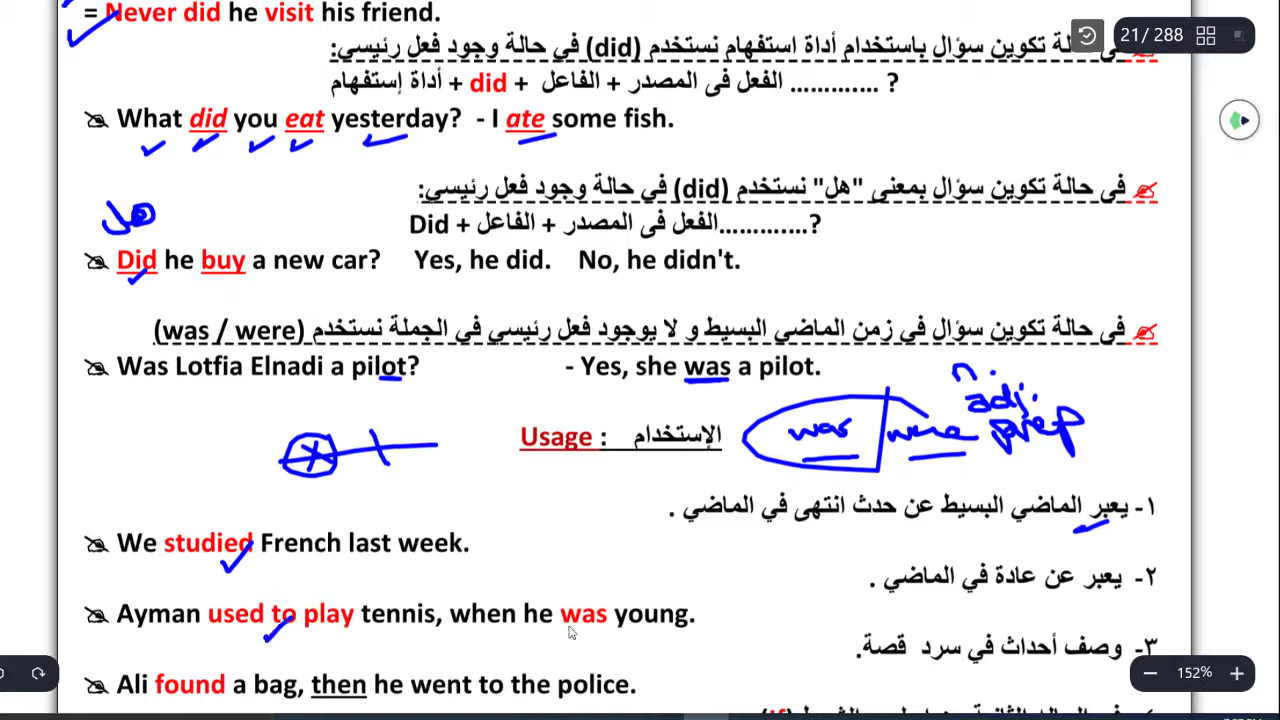 = Never did he visit his friend.
21 / 288
حالة تكوين سؤال باستخدام أداة استفهام نستخدم (did) في حالة وجود فعل رئيسي:
أداة إستفهام + did + الفاعل + الفعل فى المصدر ...………. ?
What did you eat yesterday? - I ate some fish.
فى حالة تكوين سؤال بمعنى "هل" نستخدم (did) في حالة وجود فعل رئيسي:
هل
Did + الفاعل + الفعل فى المصدر...………..?
Did he buy a new car? Yes, he did. No, he didn't.
فى حالة تكوين سؤال في زمن الماضي البسيط و لا يوجود فعل رئيسي في الجملة نستخدم (was / were)
Was Lotfia Elnadi a pilot? - Yes, she was a pilot.
n.
adj.
Usage : الإستخدام was were prep
١- يعبر الماضي البسيط عن حدث انتهى في الماضي .
We studied French last week.
٢- يعبر عن عادة في الماضي .
Ayman used to play tennis, when he was young.
٣- وصف أحداث في سرد قصة.
152%
Ali found a bag, then he went to the police.